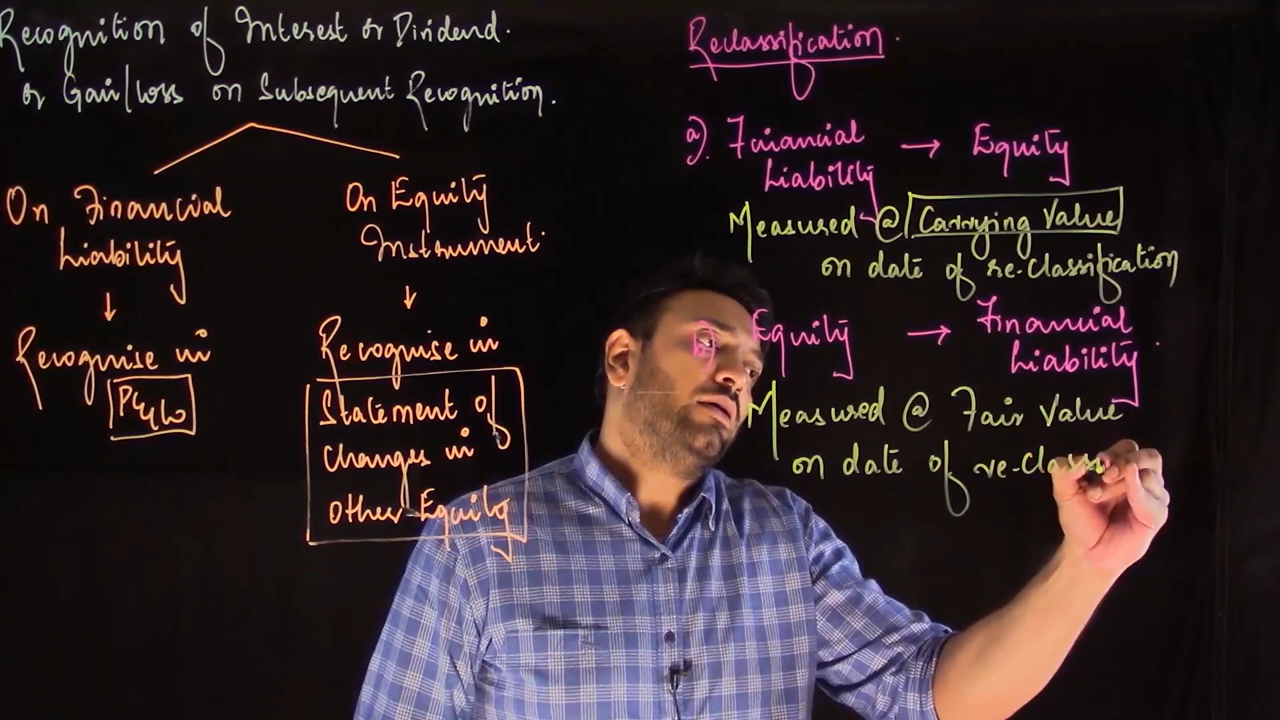 Recognition of Interest or Dividend.
or Gain/Loss on Subsequent Recognition.
On Financial
Liability
↓
Recognise in
On Equity
Instrument.
↓
Recognise in
Statement of
Changes in
Other Equity
Reclassification.
a). Financial
Liability → Equity
Measured @ Carrying Value
on date of re-classification
Equity → Financial
Liability.
Measured @ Fair Value
on date of re-class